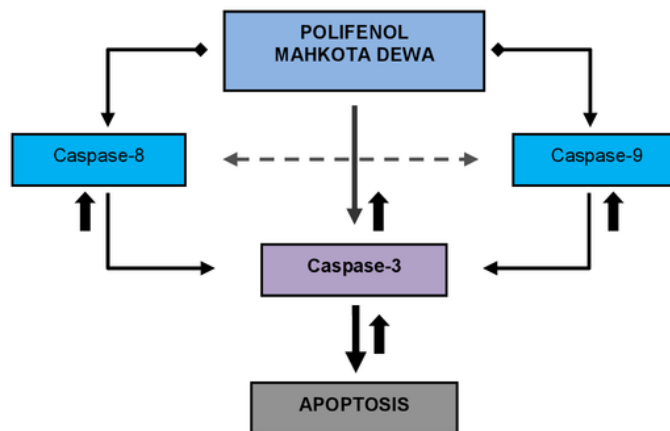 POLIFENOL
MAHKOTA DEWA
Caspase-8
Caspase-9
Caspase-3
APOPTOSIS